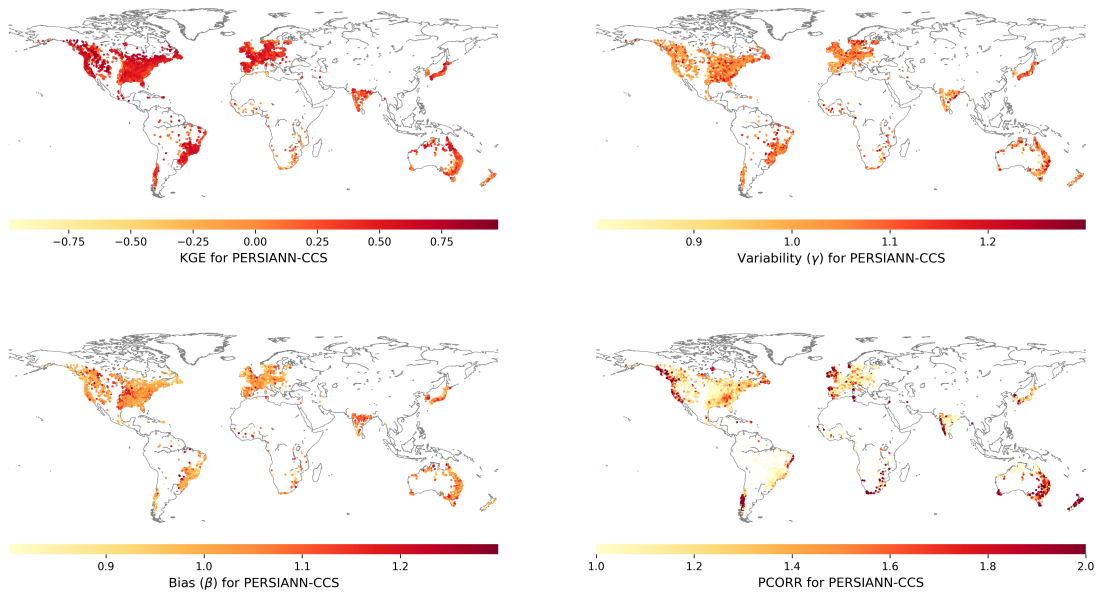 −0.75 −0.50 −0.25 0.00 0.25 0.50 0.75
KGE for PERSIANN-CCS
0.9 1.0 1.1 1.2
Variability (γ) for PERSIANN-CCS
0.9 1.0 1.1 1.2
Bias (β) for PERSIANN-CCS
1.0 1.2 1.4 1.6 1.8 2.0
PCORR for PERSIANN-CCS